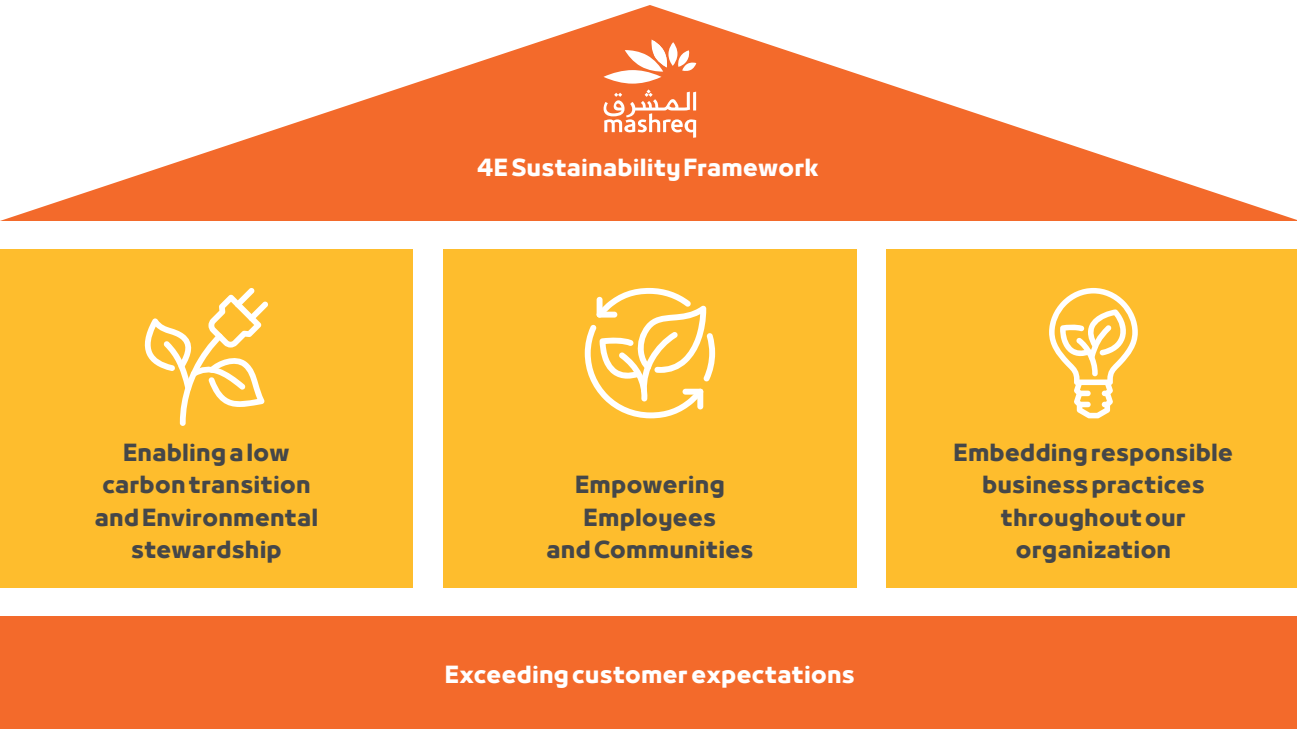 المشرق
mashreq
4E Sustainability Framework
Enabling a low
carbon transition
and Environmental
stewardship
Empowering
Employees
and Communities
Embedding responsible
business practices
throughout our
organization
Exceeding customer expectations